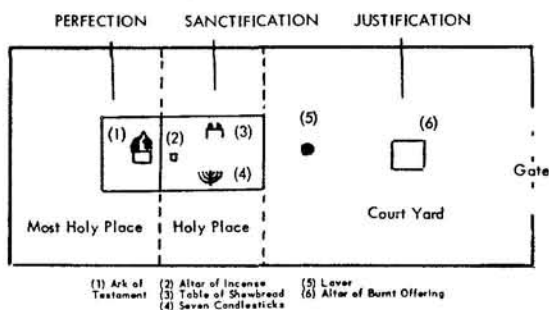 PERFECTION SANCTIFICATION JUSTIFICATION
(1) (2) (3) (5) (6)
(4)
Gate
Most Holy Place Holy Place Court Yard
(1) Ark of Testament
(2) Altar of Incense
(3) Table of Shewbread
(4) Seven Candlesticks
(5) Laver
(6) Altar of Burnt Offering